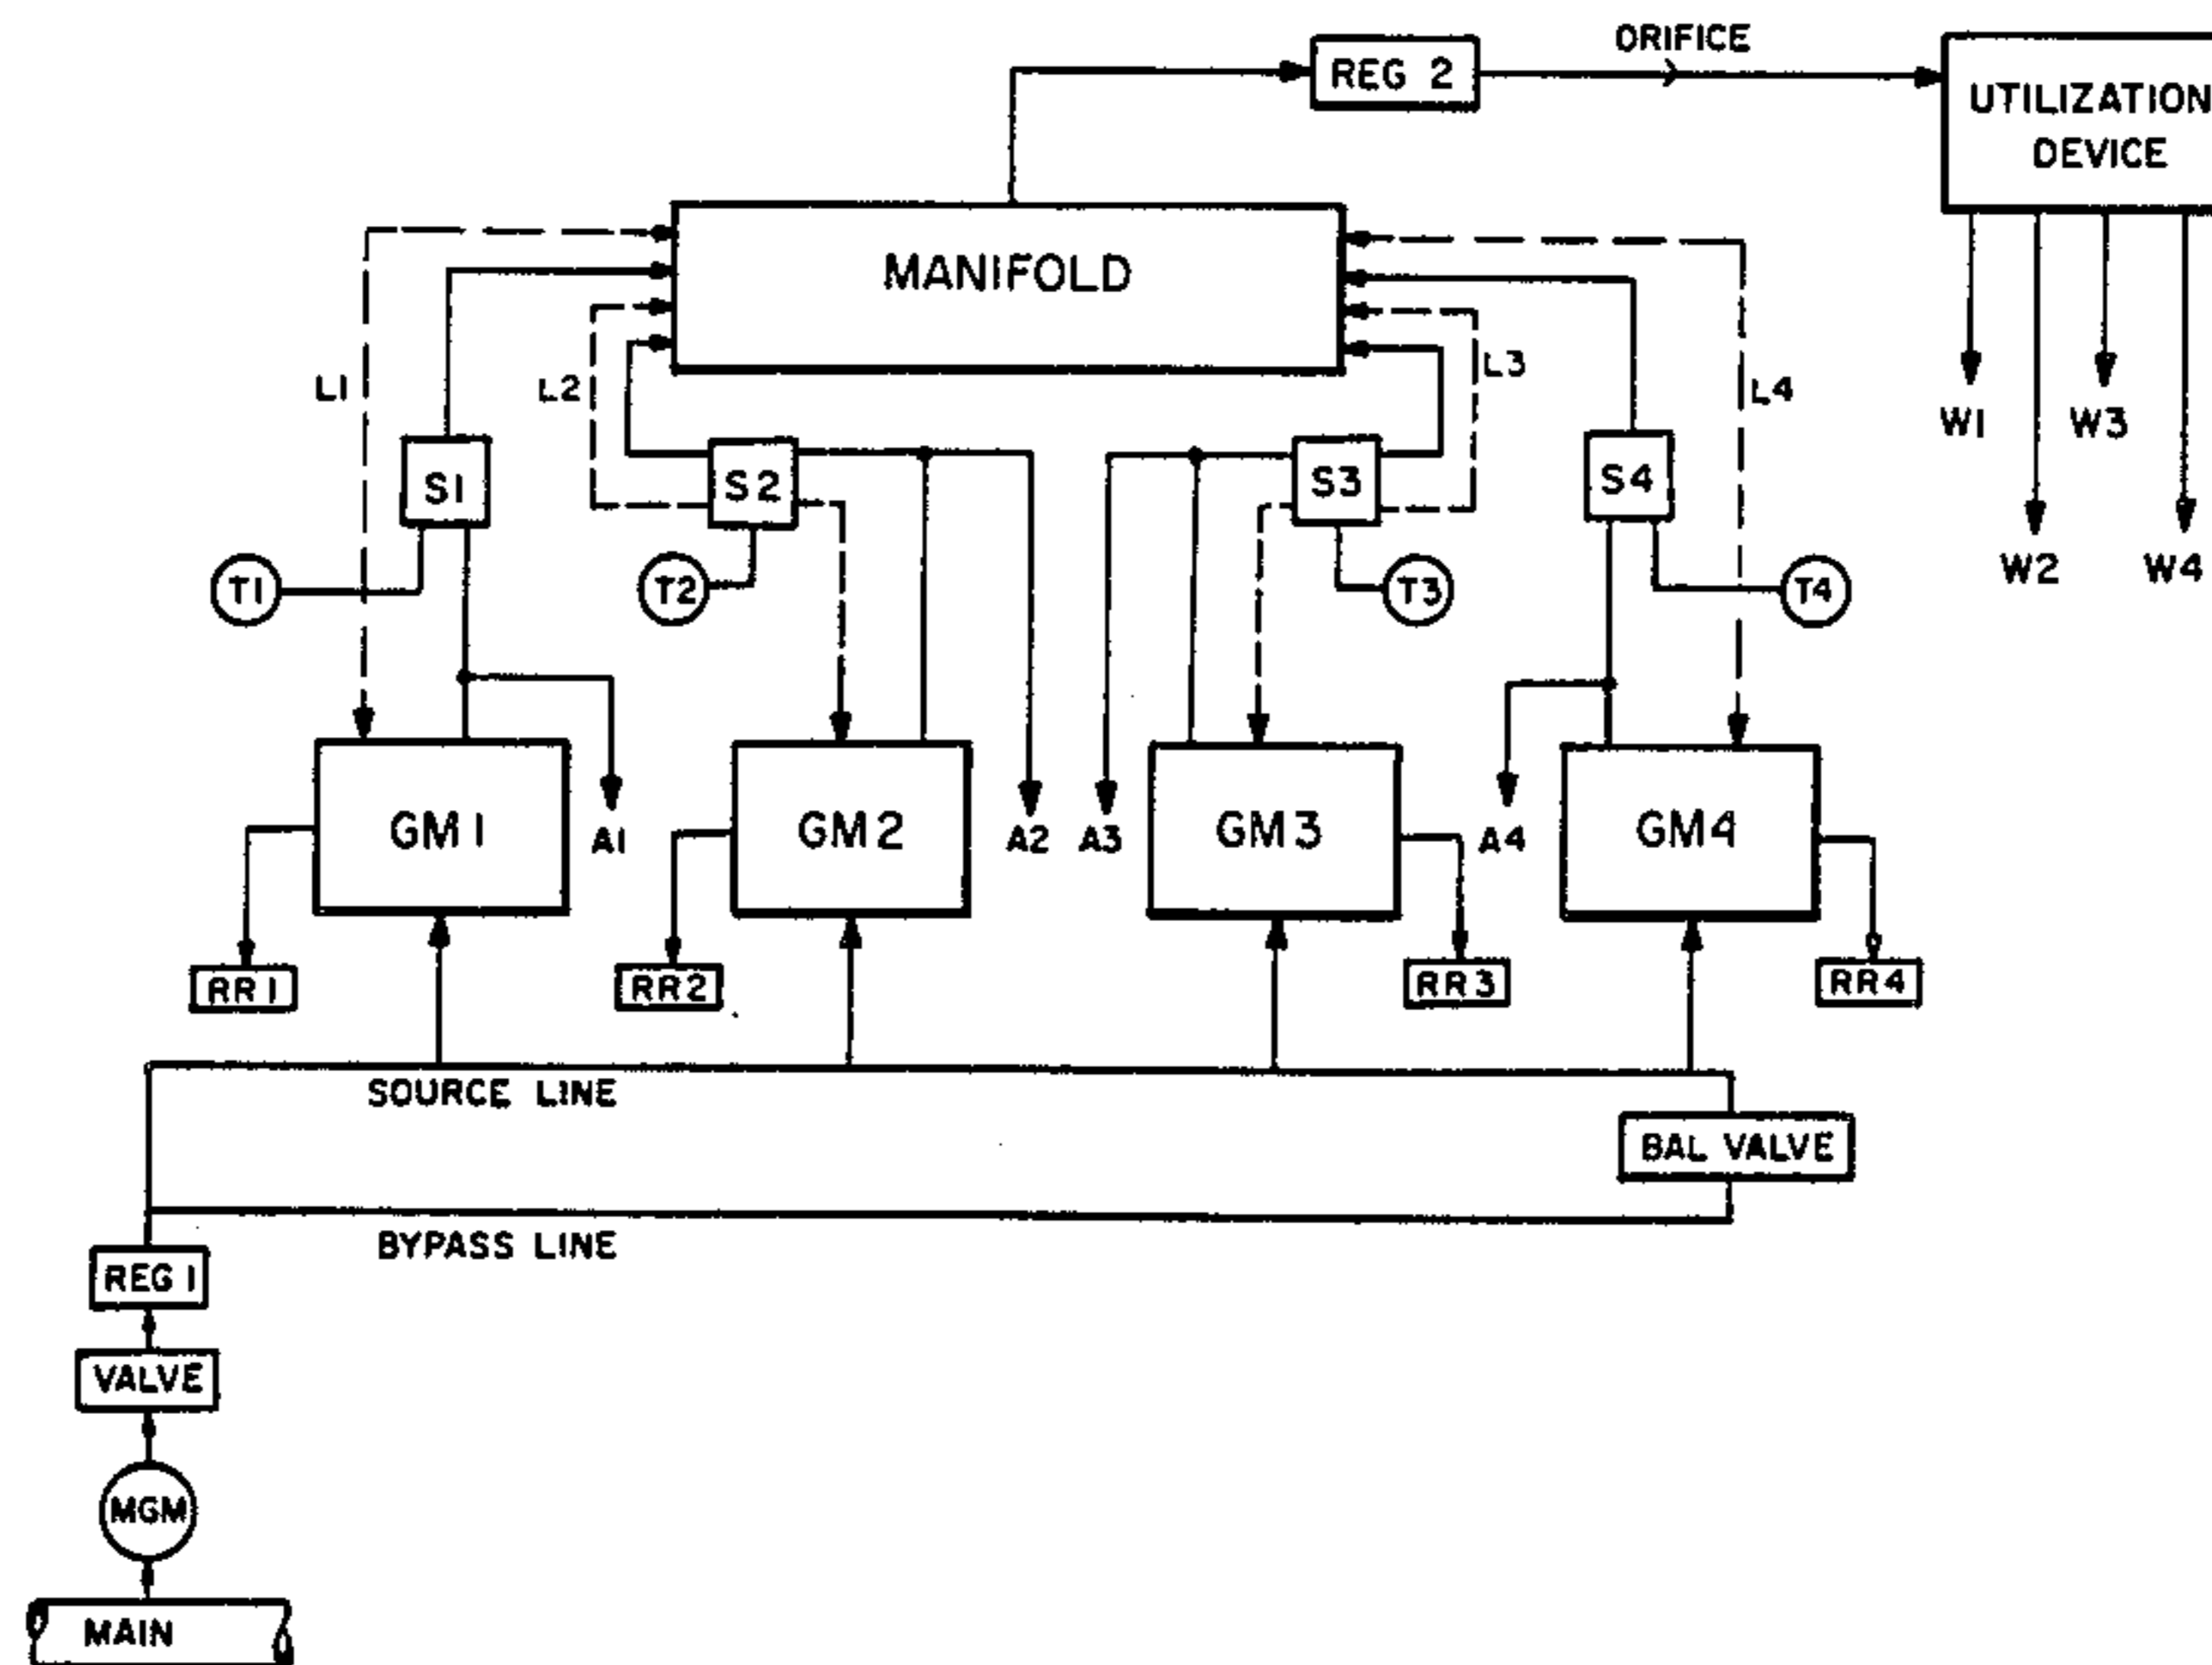 ORIFICE
REG 2
UTILIZATION
DEVICE
MANIFOLD
L1
L2
L3
L4
W1
W3
W2
W4
S1
S2
S3
S4
T1
T2
T3
T4
GM1
A1
GM2
A2
A3
GM3
A4
GM4
RR1
RR2
RR3
RR4
SOURCE LINE
BAL VALVE
BYPASS LINE
REG 1
VALVE
MGM
MAIN